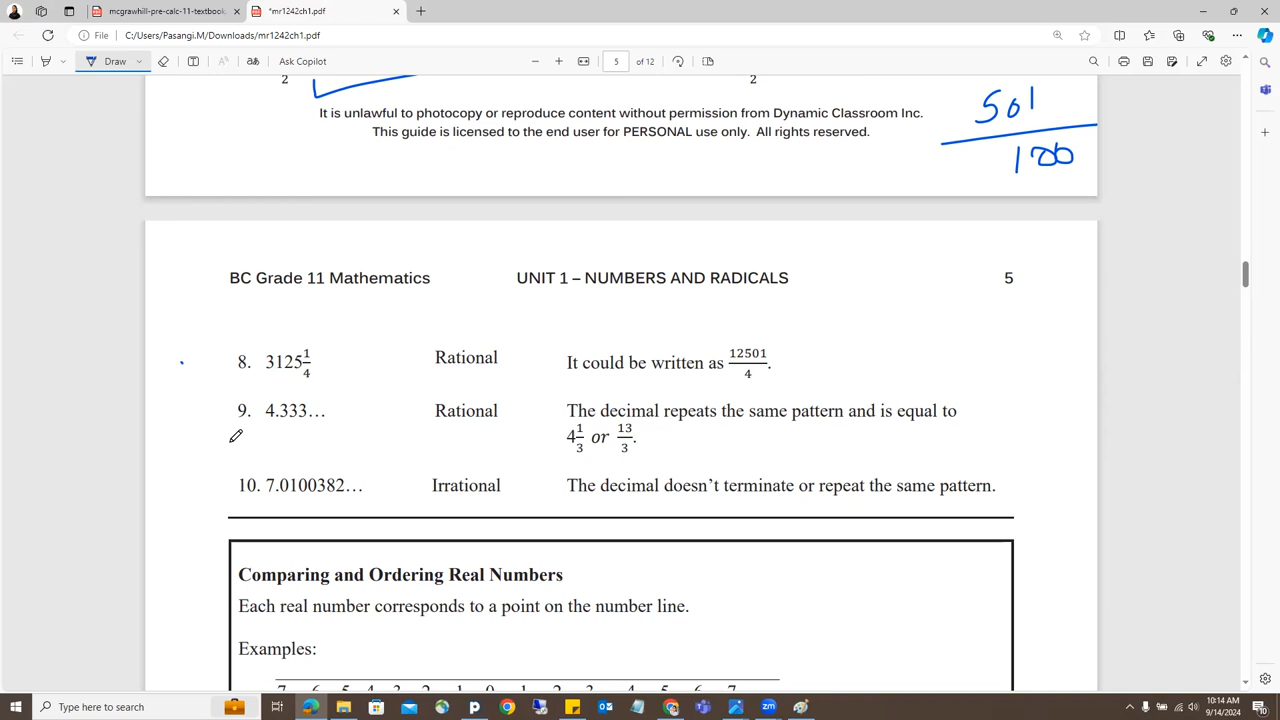 mcgrawhill-pre-calc-11-textbook
*mr1242ch1.pdf
File
C:/Users/Pasangi.M/Downloads/mr1242ch1.pdf
Draw
Ask Copilot
5
of 12
2
2
It is unlawful to photocopy or reproduce content without permission from Dynamic Classroom Inc.
This guide is licensed to the end user for PERSONAL use only. All rights reserved.
501
100
BC Grade 11 Mathematics UNIT 1 – NUMBERS AND RADICALS 5
8. 3125 1/4 Rational It could be written as 12501/4.
9. 4.333… Rational The decimal repeats the same pattern and is equal to
4 1/3 or 13/3.
10. 7.0100382… Irrational The decimal doesn't terminate or repeat the same pattern.
Comparing and Ordering Real Numbers
Each real number corresponds to a point on the number line.
Examples:
Type here to search
10:14 AM
9/14/2024